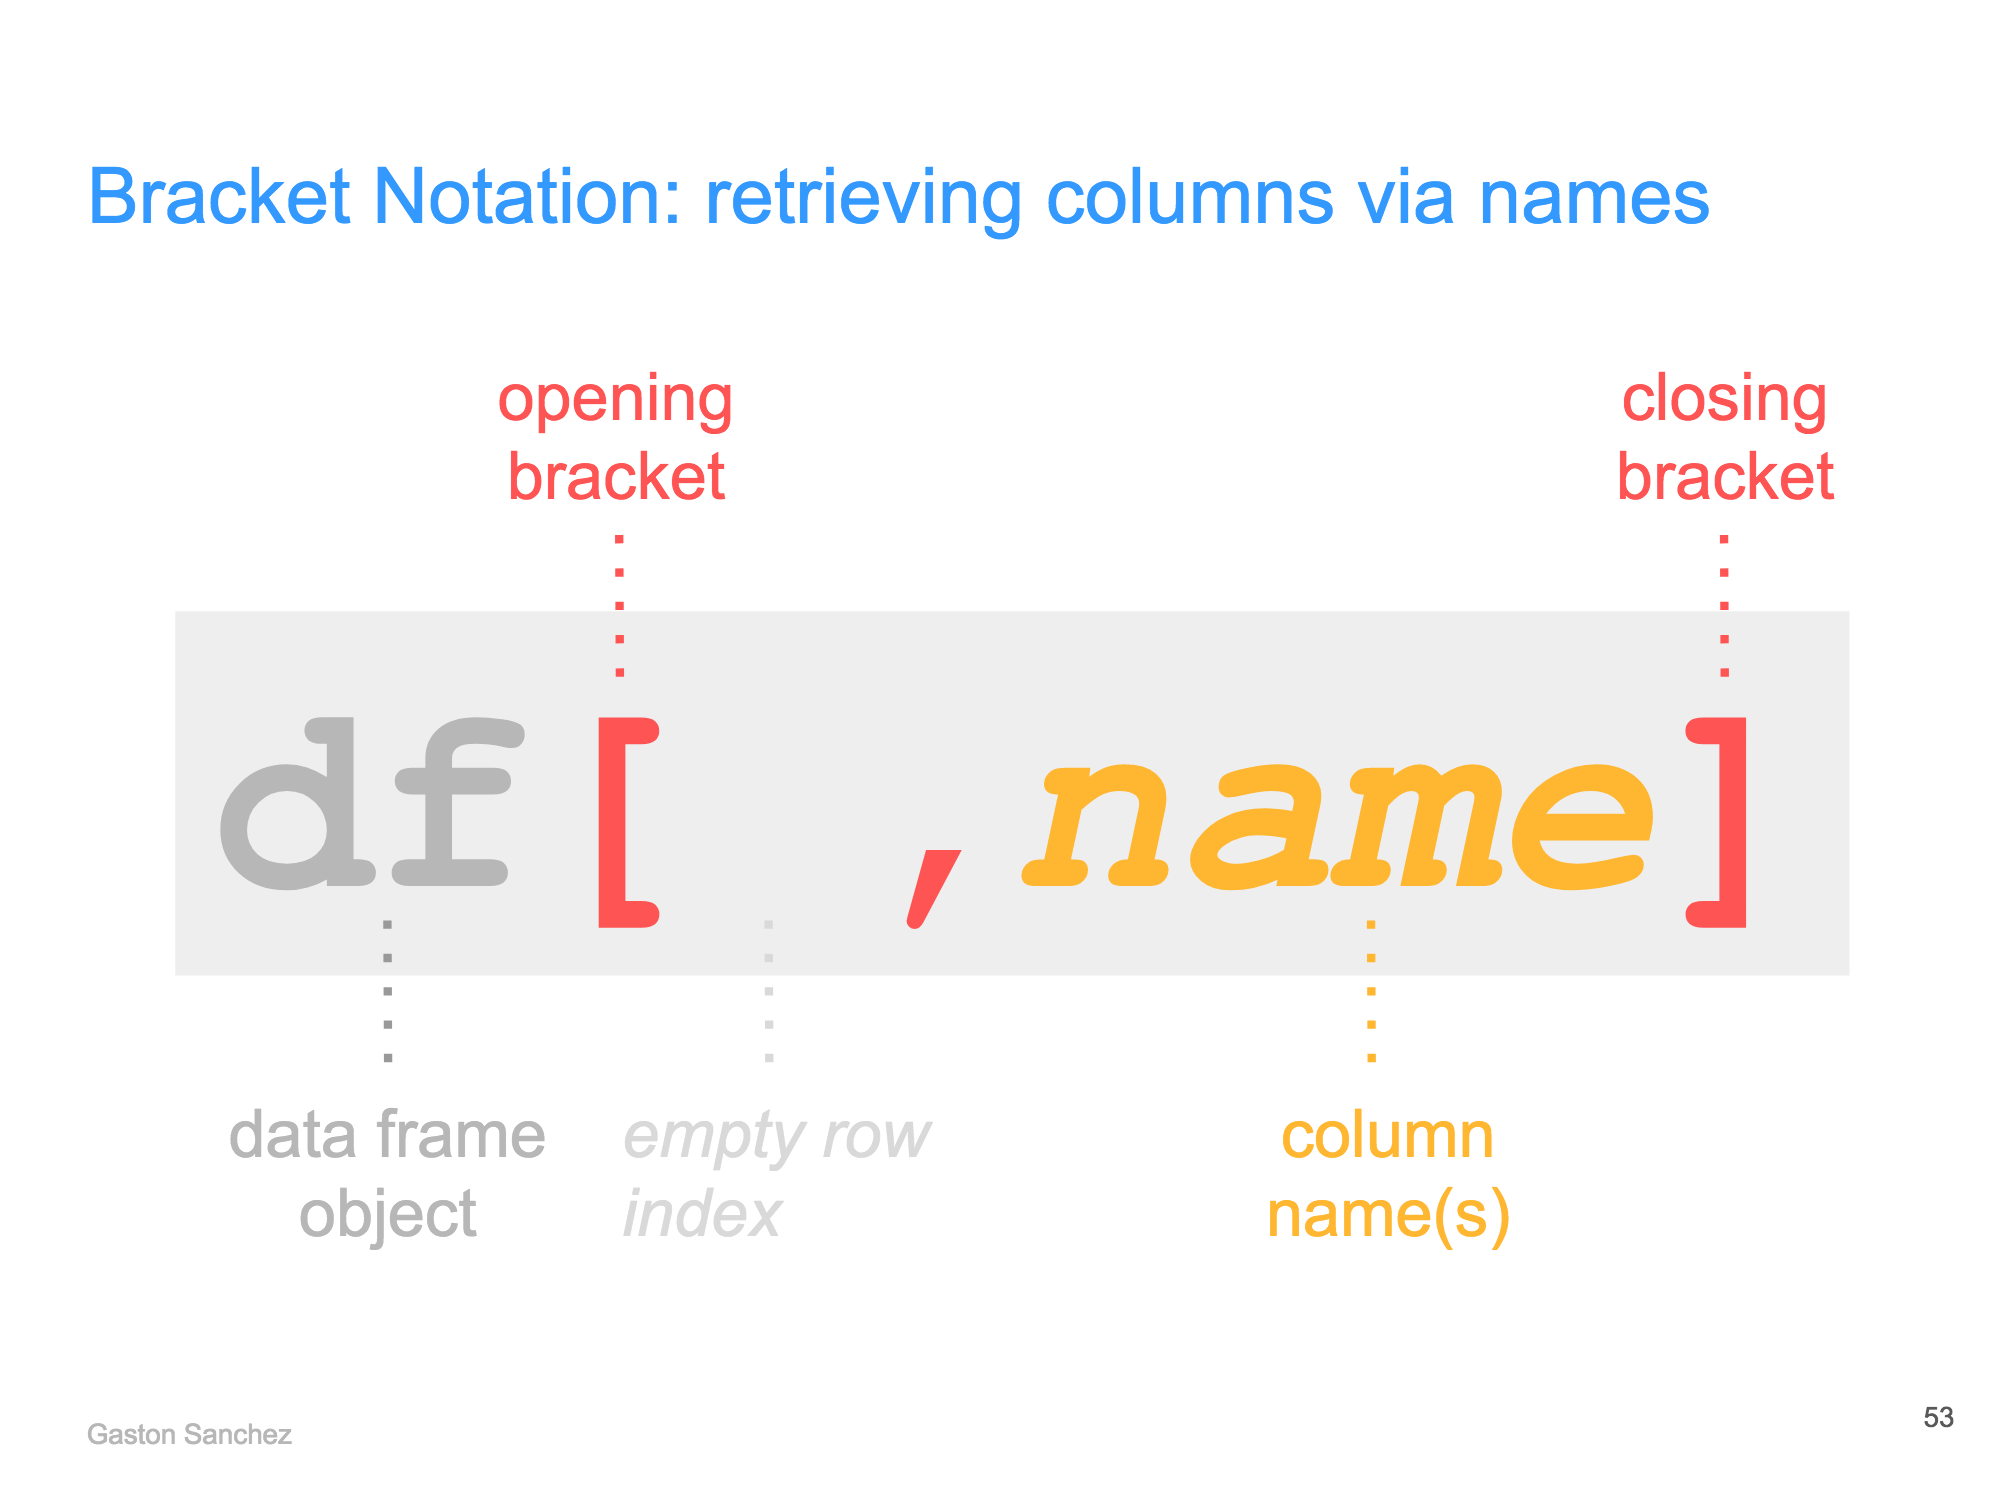 Bracket Notation: retrieving columns via names
opening
bracket
closing
bracket
df[ ,name]
data frame
object
empty row
index
column
name(s)
Gaston Sanchez
53